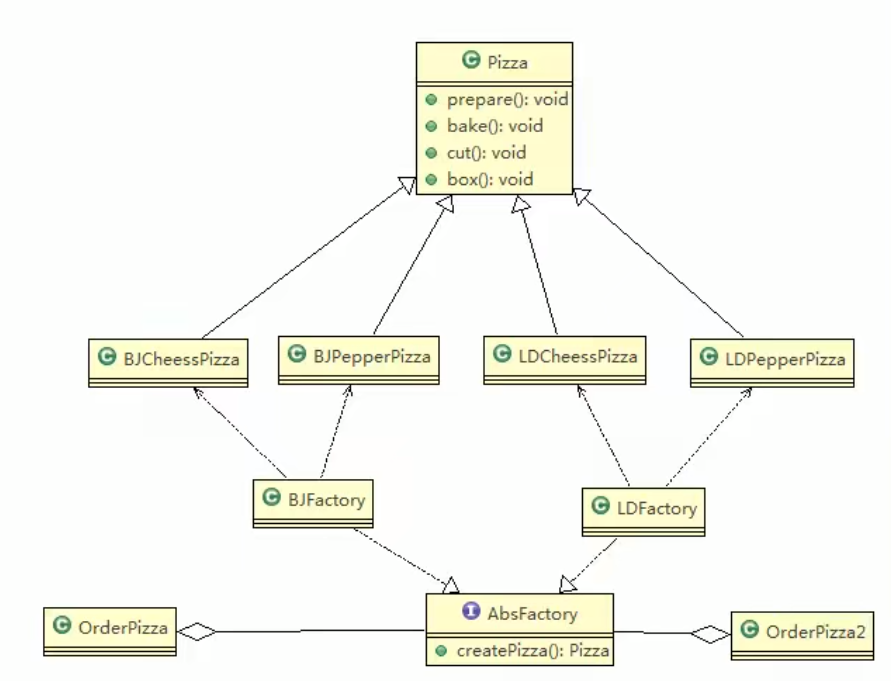 C Pizza
prepare(): void
bake(): void
cut(): void
box(): void
C BJCheessPizza
C BJPepperPizza
C LDCheessPizza
C LDPepperPizza
C BJFactory
C LDFactory
I AbsFactory
createPizza(): Pizza
C OrderPizza
C OrderPizza2